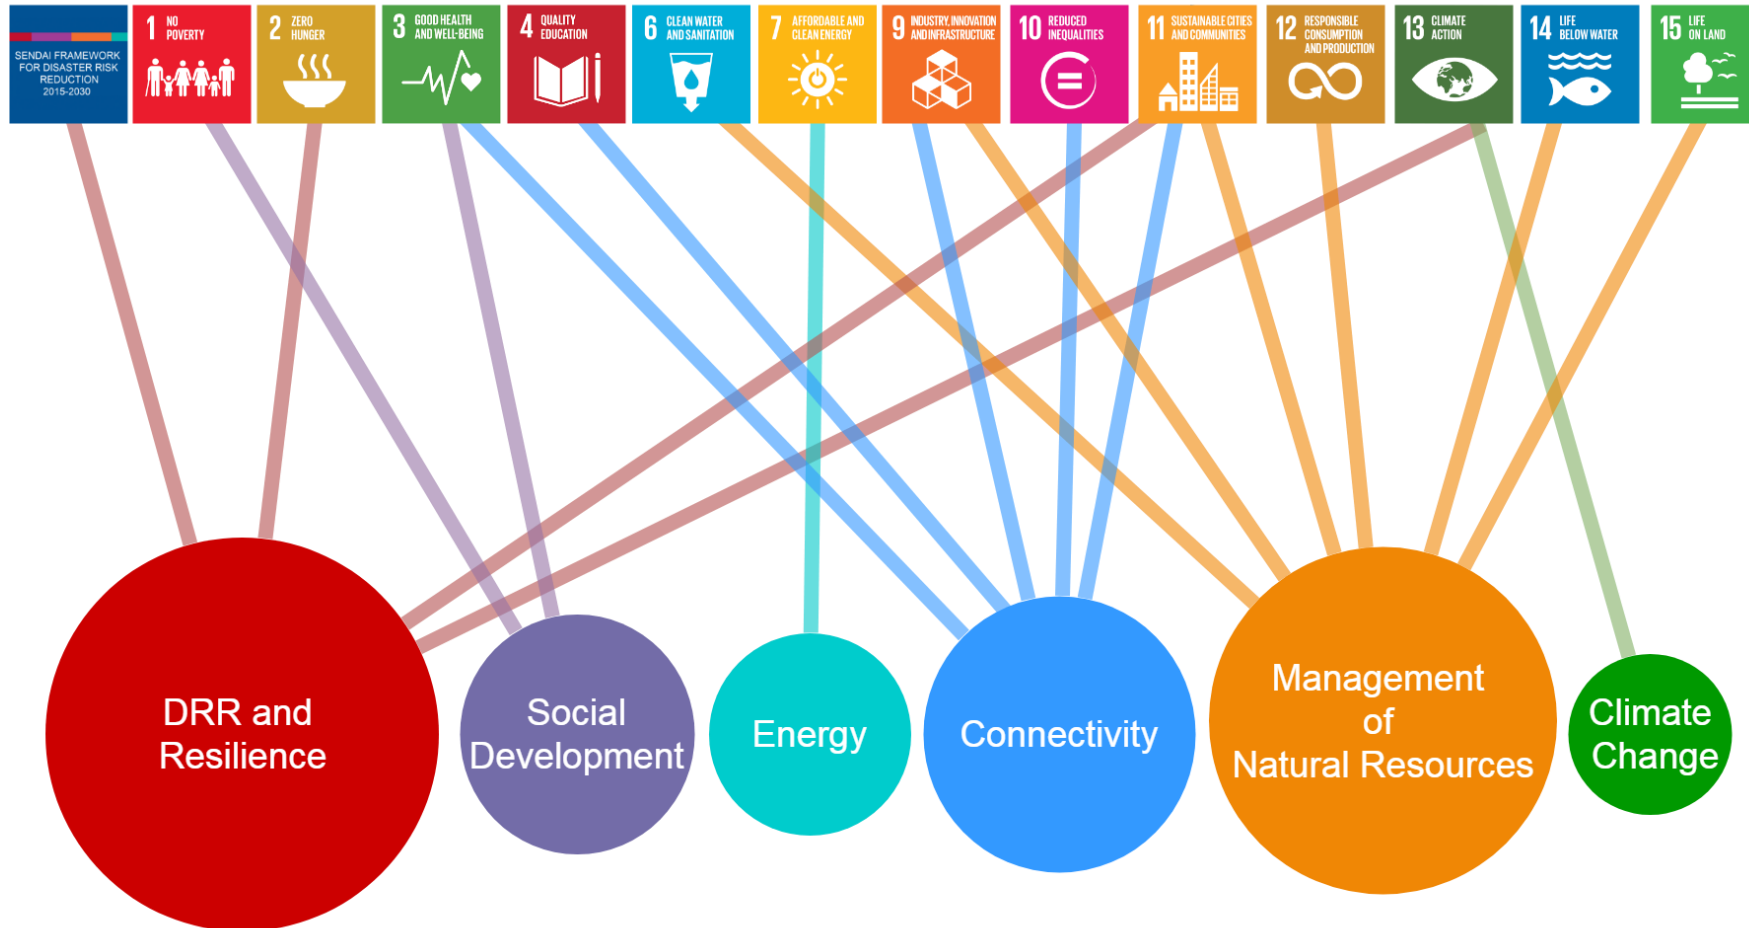 SENDAI FRAMEWORK
FOR DISASTER RISK
REDUCTION
2015-2030
1 NO
POVERTY
2 ZERO
HUNGER
3 GOOD HEALTH
AND WELL-BEING
4 QUALITY
EDUCATION
6 CLEAN WATER
AND SANITATION
7 AFFORDABLE AND
CLEAN ENERGY
9 INDUSTRY, INNOVATION
AND INFRASTRUCTURE
10 REDUCED
INEQUALITIES
11 SUSTAINABLE CITIES
AND COMMUNITIES
12 RESPONSIBLE
CONSUMPTION
AND PRODUCTION
13 CLIMATE
ACTION
14 LIFE
BELOW WATER
15 LIFE
ON LAND
DRR and
Resilience
Social
Development
Energy
Connectivity
Management
of
Natural Resources
Climate
Change